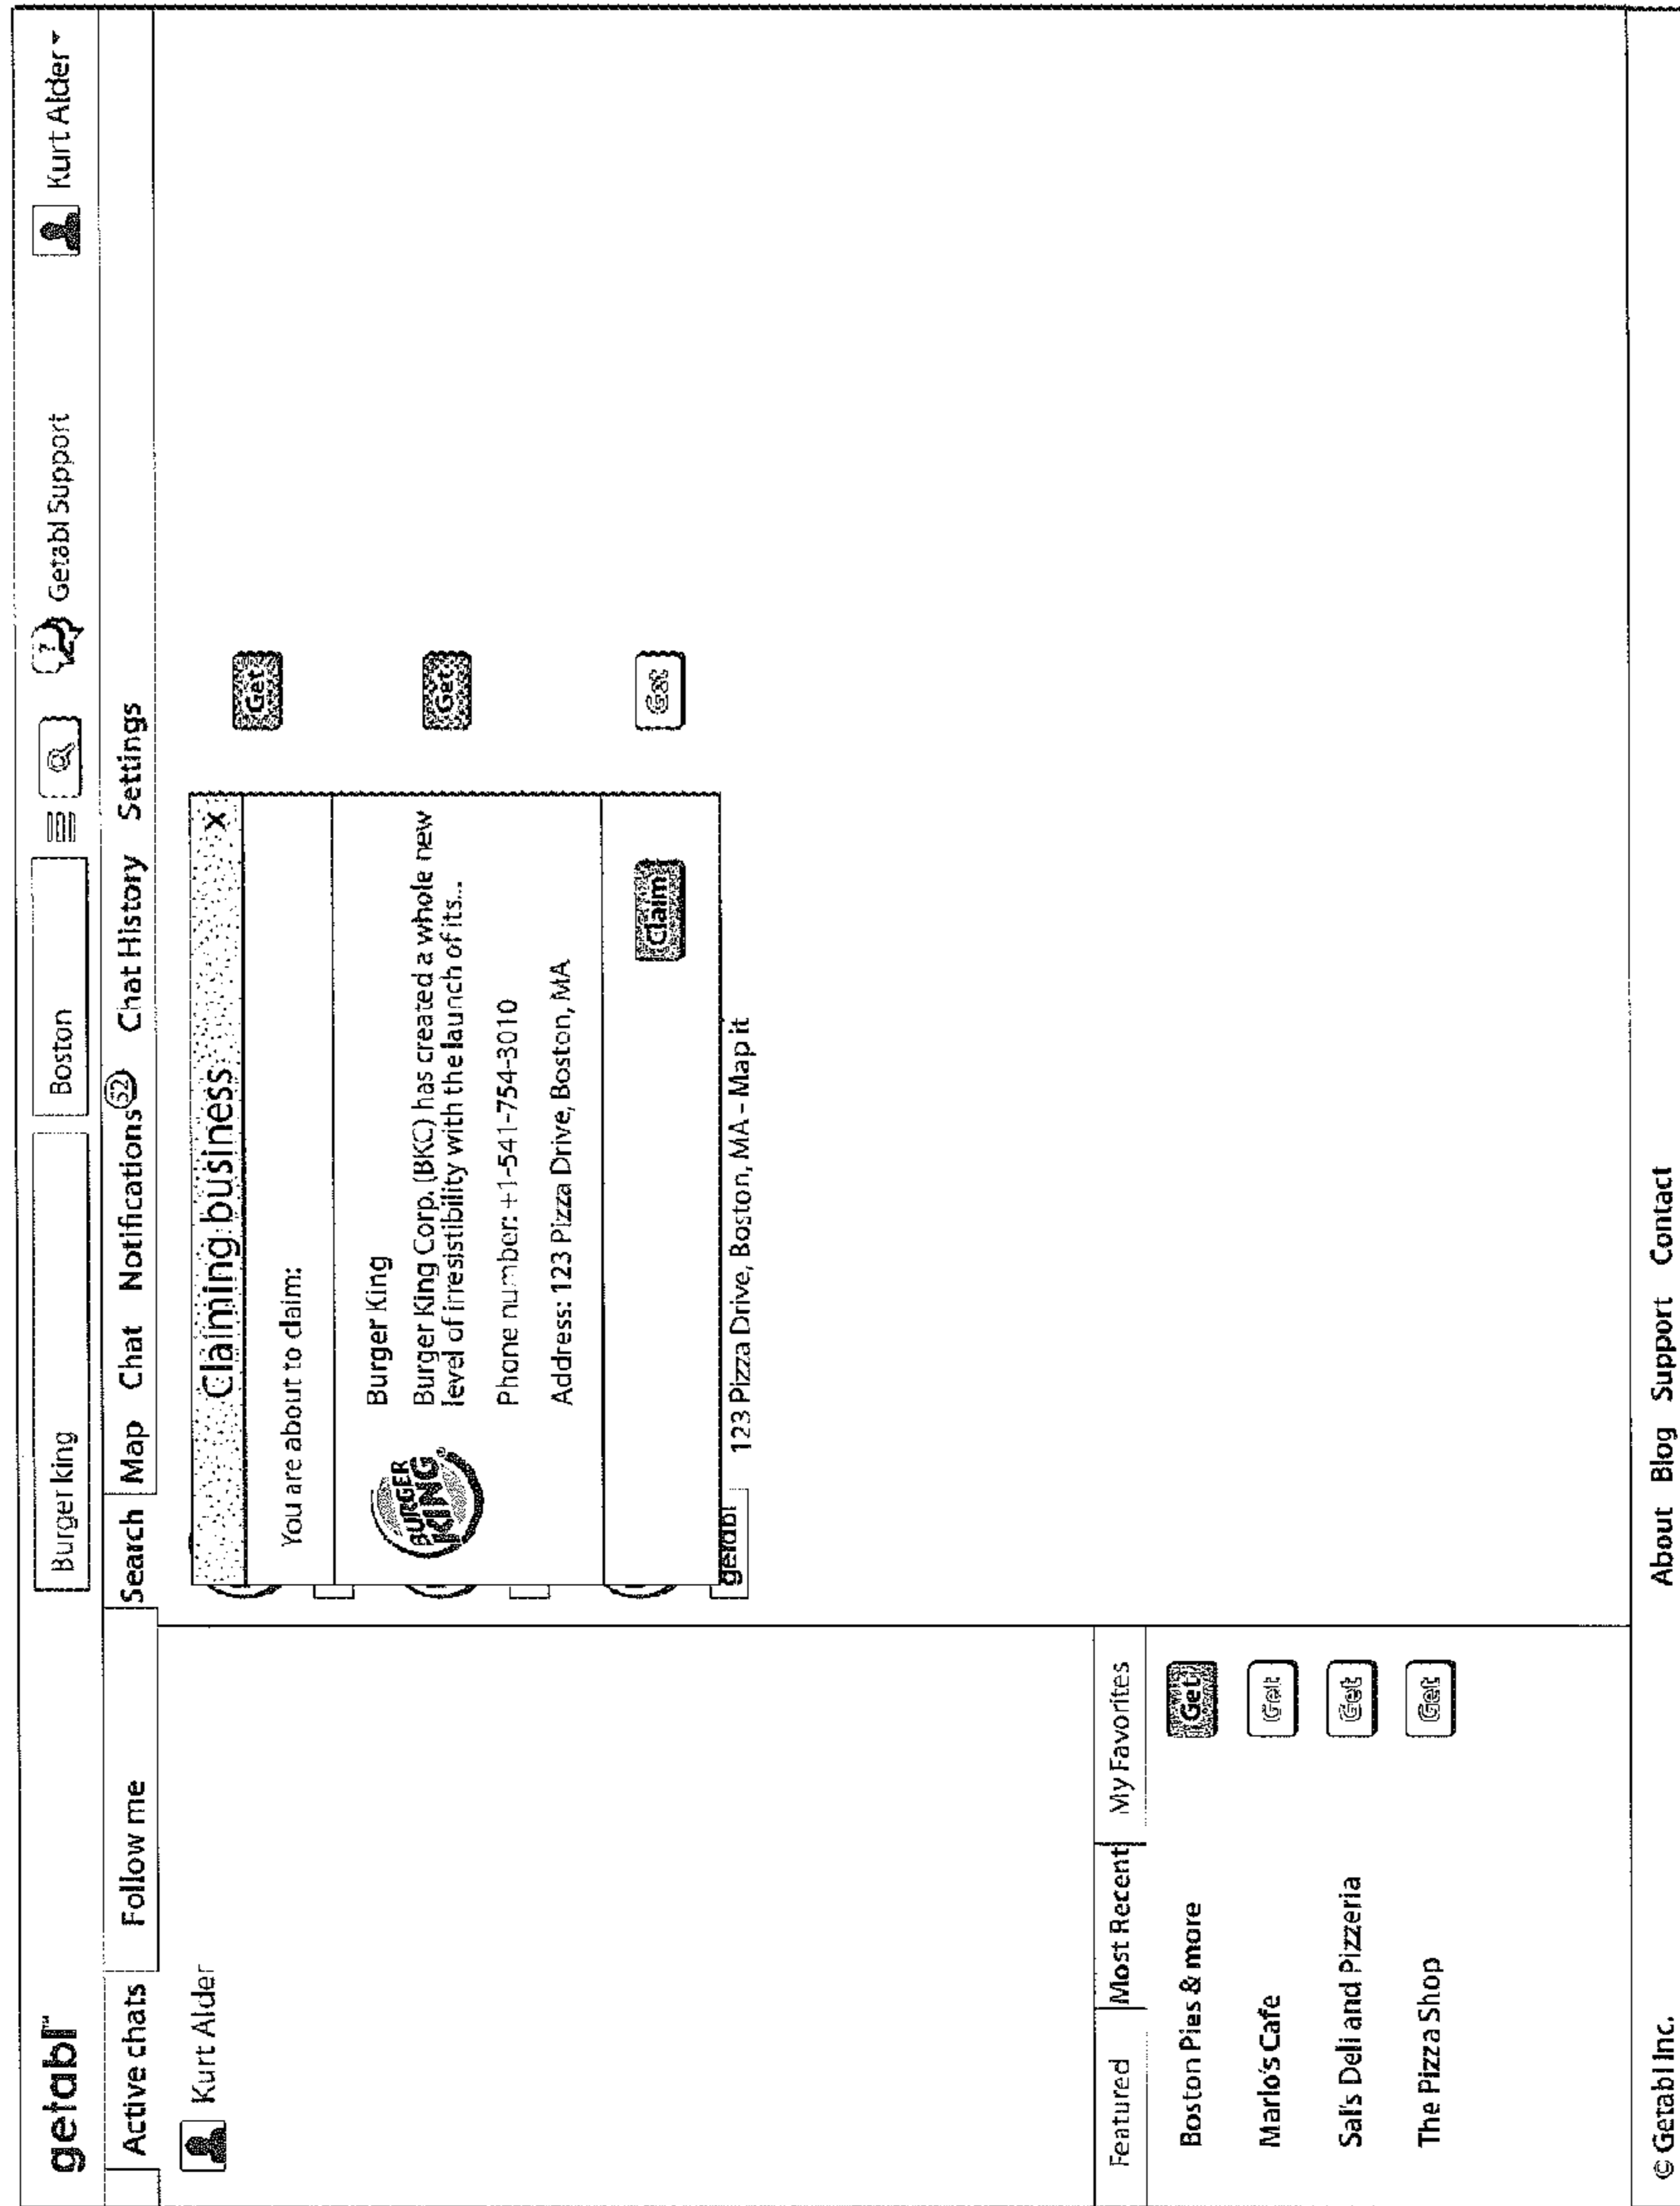 getabl™ Burger king Boston Getabl Support Kurt Alder
Active chats Follow me Search Map Chat Notifications 52 Chat History Settings
Kurt Alder
Claiming business X
You are about to claim:
BURGER KING®
Burger King
Burger King Corp. (BKC) has created a whole new
level of irresistibility with the launch of its...
Phone number: +1-541-754-3010
Address: 123 Pizza Drive, Boston, MA
Claim
Get
Get
Get
getabl 123 Pizza Drive, Boston, MA - Map it
Featured Most Recent My Favorites
Boston Pies & more Get
Marlo's Cafe Get
Sal's Deli and Pizzeria Get
The Pizza Shop Get
© Getabl Inc. About Blog Support Contact